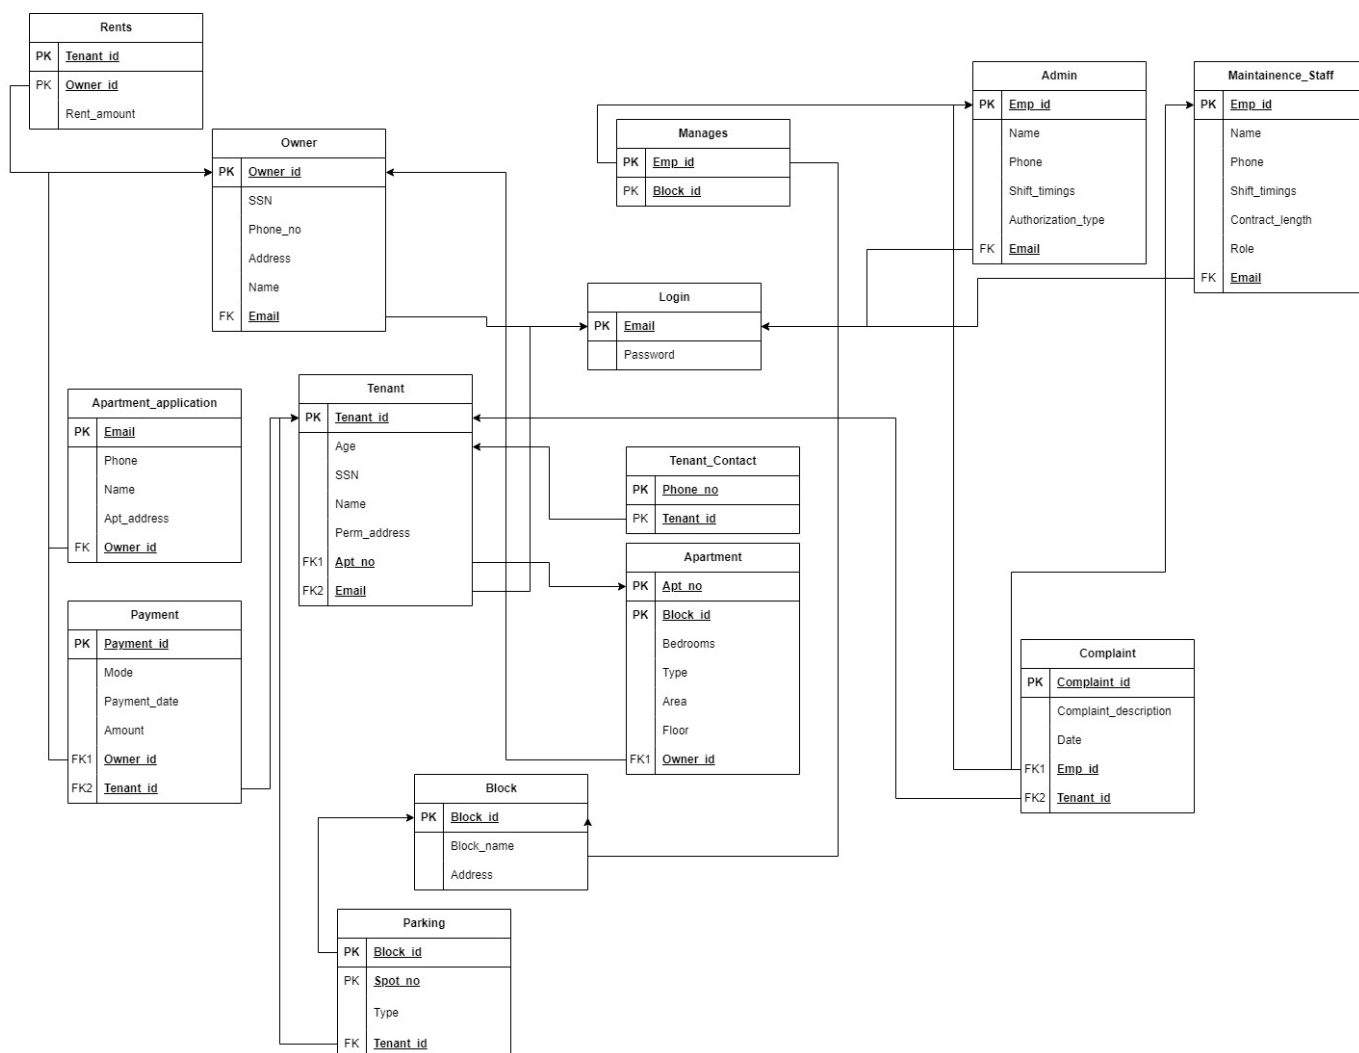 Rents
PK Tenant_id
PK Owner_id
Rent_amount
Owner
PK Owner_id
SSN
Phone_no
Address
Name
FK Email
Manages
PK Emp_id
PK Block_id
Admin
PK Emp_id
Name
Phone
Shift_timings
Authorization_type
FK Email
Maintainence_Staff
PK Emp_id
Name
Phone
Shift_timings
Contract_length
Role
FK Email
Login
PK Email
Password
Apartment_application
PK Email
Phone
Name
Apt_address
FK Owner_id
Tenant
PK Tenant_id
Age
SSN
Name
Perm_address
FK1 Apt_no
FK2 Email
Tenant_Contact
PK Phone_no
PK Tenant_id
Apartment
PK Apt_no
PK Block_id
Bedrooms
Type
Area
Floor
FK1 Owner_id
Payment
PK Payment_id
Mode
Payment_date
Amount
FK1 Owner_id
FK2 Tenant_id
Complaint
PK Complaint_id
Complaint_description
Date
FK1 Emp_id
FK2 Tenant_id
Block
PK Block_id
Block_name
Address
Parking
PK Block_id
PK Spot_no
Type
FK Tenant_id